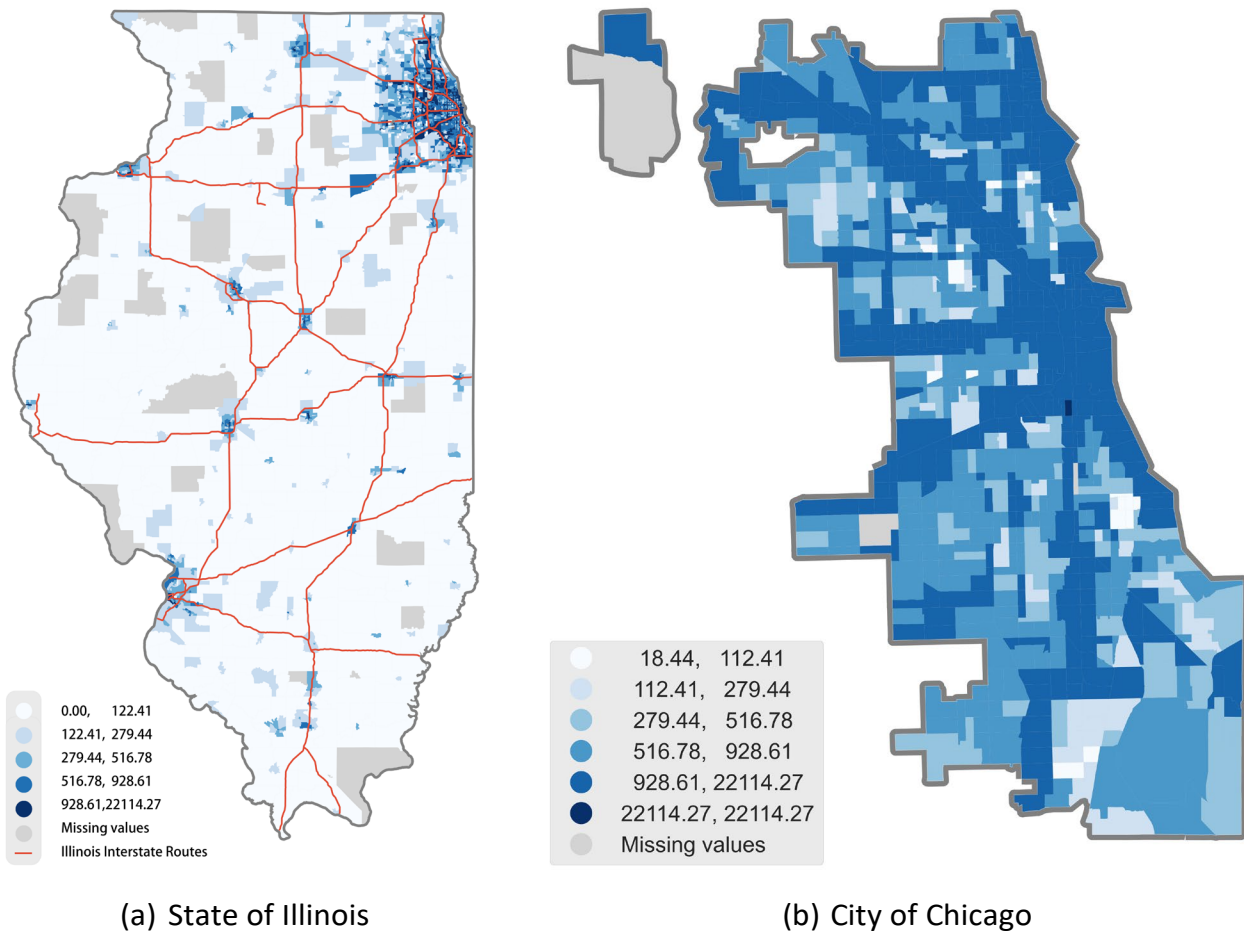 0.00, 122.41
122.41, 279.44
279.44, 516.78
516.78, 928.61
928.61,22114.27
Missing values
Illinois Interstate Routes
18.44, 112.41
112.41, 279.44
279.44, 516.78
516.78, 928.61
928.61, 22114.27
22114.27, 22114.27
Missing values
(a) State of Illinois
(b) City of Chicago